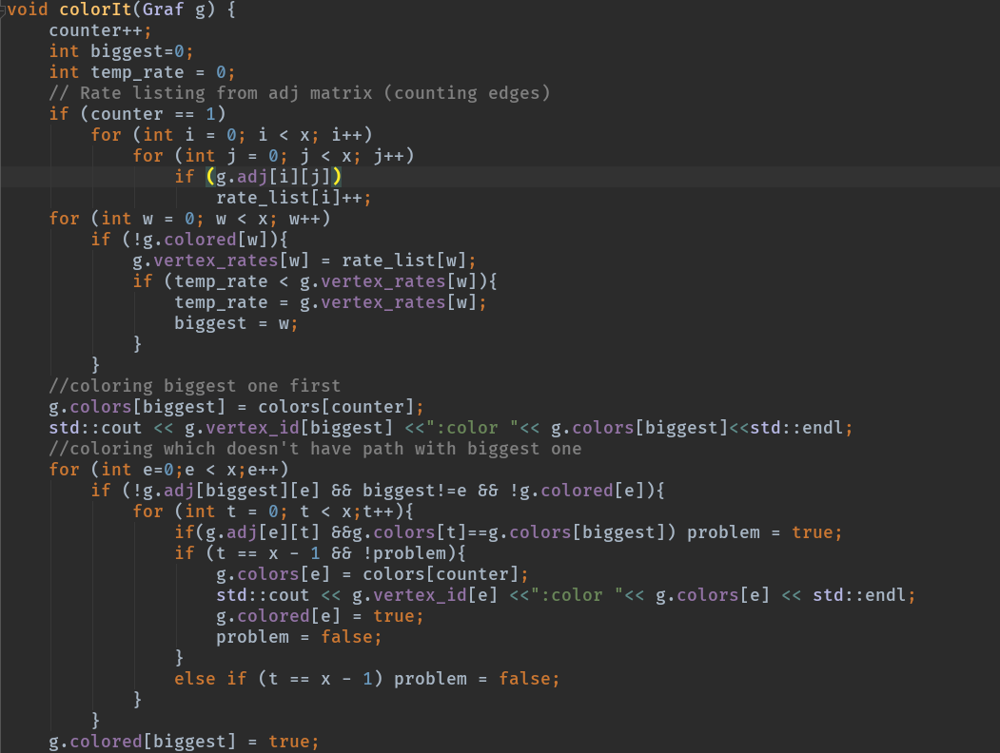 void colorIt(Graf g) {
    counter++;
    int biggest=0;
    int temp_rate = 0;
    // Rate listing from adj matrix (counting edges)
    if (counter == 1)
        for (int i = 0; i < x; i++)
            for (int j = 0; j < x; j++)
                if (g.adj[i][j])
                    rate_list[i]++;
    for (int w = 0; w < x; w++)
        if (!g.colored[w]){
            g.vertex_rates[w] = rate_list[w];
            if (temp_rate < g.vertex_rates[w]){
                temp_rate = g.vertex_rates[w];
                biggest = w;
            }
        }
    //coloring biggest one first
    g.colors[biggest] = colors[counter];
    std::cout << g.vertex_id[biggest] <<":color "<< g.colors[biggest]<<std::endl;
    //coloring which doesn't have path with biggest one
    for (int e=0;e < x;e++)
        if (!g.adj[biggest][e] && biggest!=e && !g.colored[e]){
            for (int t = 0; t < x;t++){
                if(g.adj[e][t] &&g.colors[t]==g.colors[biggest]) problem = true;
                if (t == x - 1 && !problem){
                    g.colors[e] = colors[counter];
                    std::cout << g.vertex_id[e] <<":color "<< g.colors[e] << std::endl;
                    g.colored[e] = true;
                    problem = false;
                }
                else if (t == x - 1) problem = false;
            }
        }
    g.colored[biggest] = true;